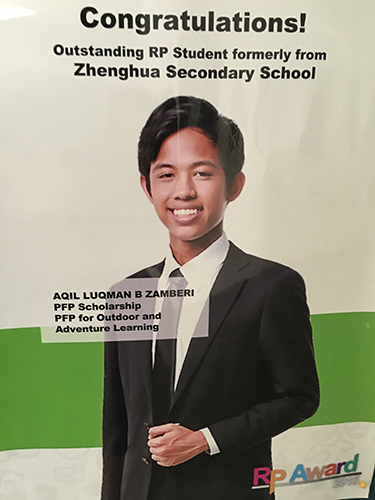 Congratulations!
Outstanding RP Student formerly from
Zhenghua Secondary School
AQIL LUQMAN B ZAMBERI
PFP Scholarship
PFP for Outdoor and
Adventure Learning
RP Award